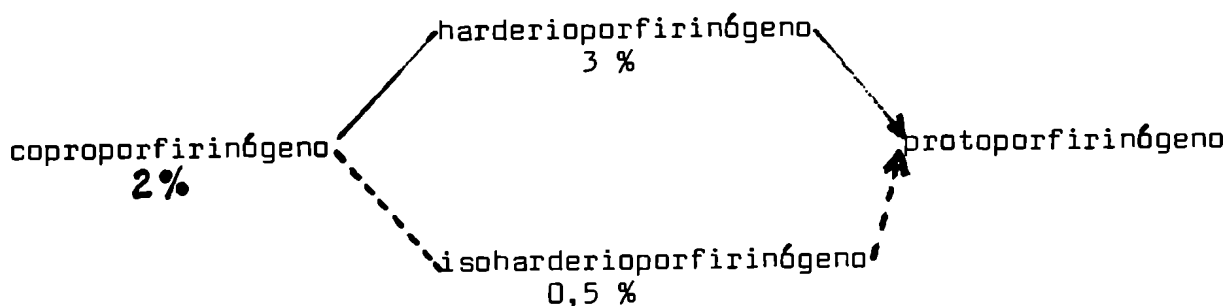 harderioporfirinógeno
3 %
coproporfirinógeno
2%
protoporfirinógeno
isoharderioporfirinógeno
0,5 %